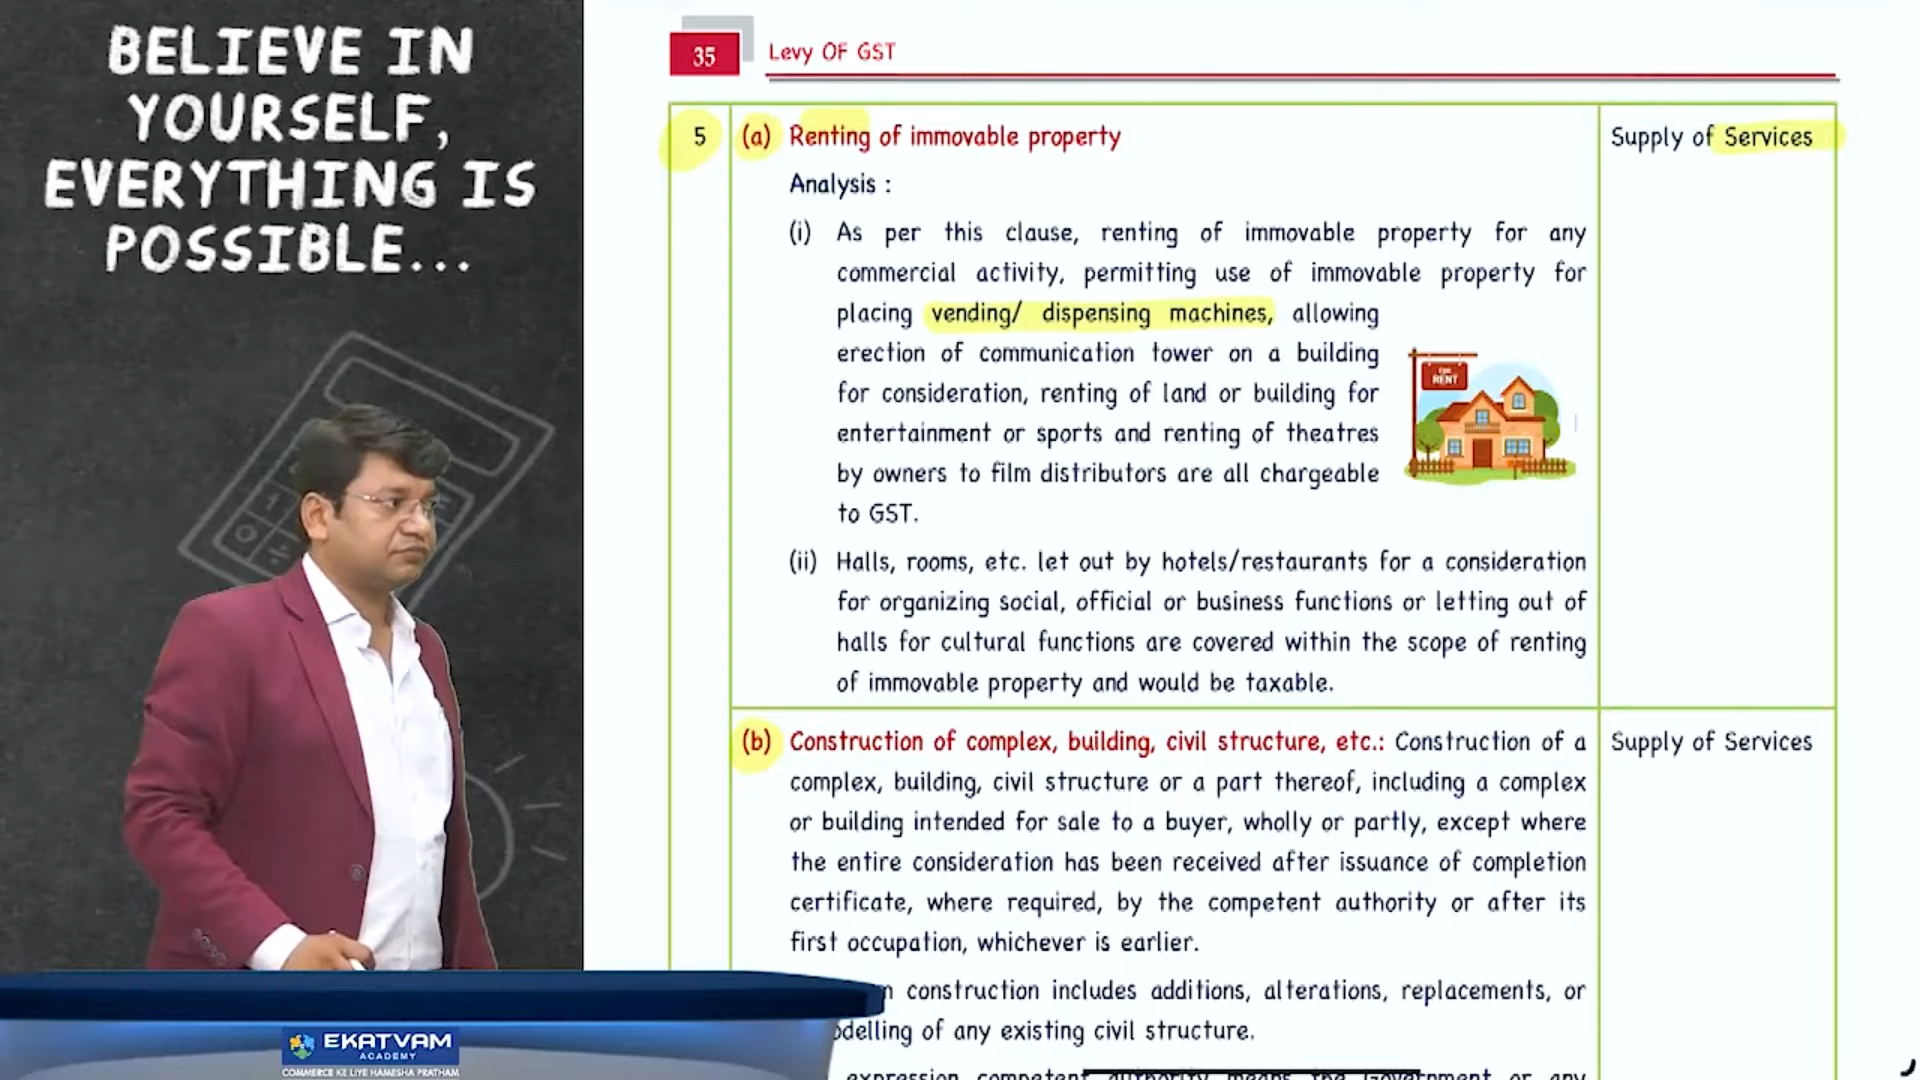 BELIEVE IN
YOURSELF,
EVERYTHING IS
POSSIBLE...
35
Levy OF GST
5
(a) Renting of immovable property
Supply of Services
Analysis :
(i) As per this clause, renting of immovable property for any
commercial activity, permitting use of immovable property for
placing vending/ dispensing machines, allowing
erection of communication tower on a building
for consideration, renting of land or building for
entertainment or sports and renting of theatres
by owners to film distributors are all chargeable
to GST.
FOR
RENT
(ii) Halls, rooms, etc. let out by hotels/restaurants for a consideration
for organizing social, official or business functions or letting out of
halls for cultural functions are covered within the scope of renting
of immovable property and would be taxable.
(b) Construction of complex, building, civil structure, etc.: Construction of a
Supply of Services
complex, building, civil structure or a part thereof, including a complex
or building intended for sale to a buyer, wholly or partly, except where
the entire consideration has been received after issuance of completion
certificate, where required, by the competent authority or after its
first occupation, whichever is earlier.
construction includes additions, alterations, replacements, or
delling of any existing civil structure.
expression competent authority means the Government or any
EKATVAM
ACADEMY
COMMERCE KE LIYE HAMESHA PRATHAM